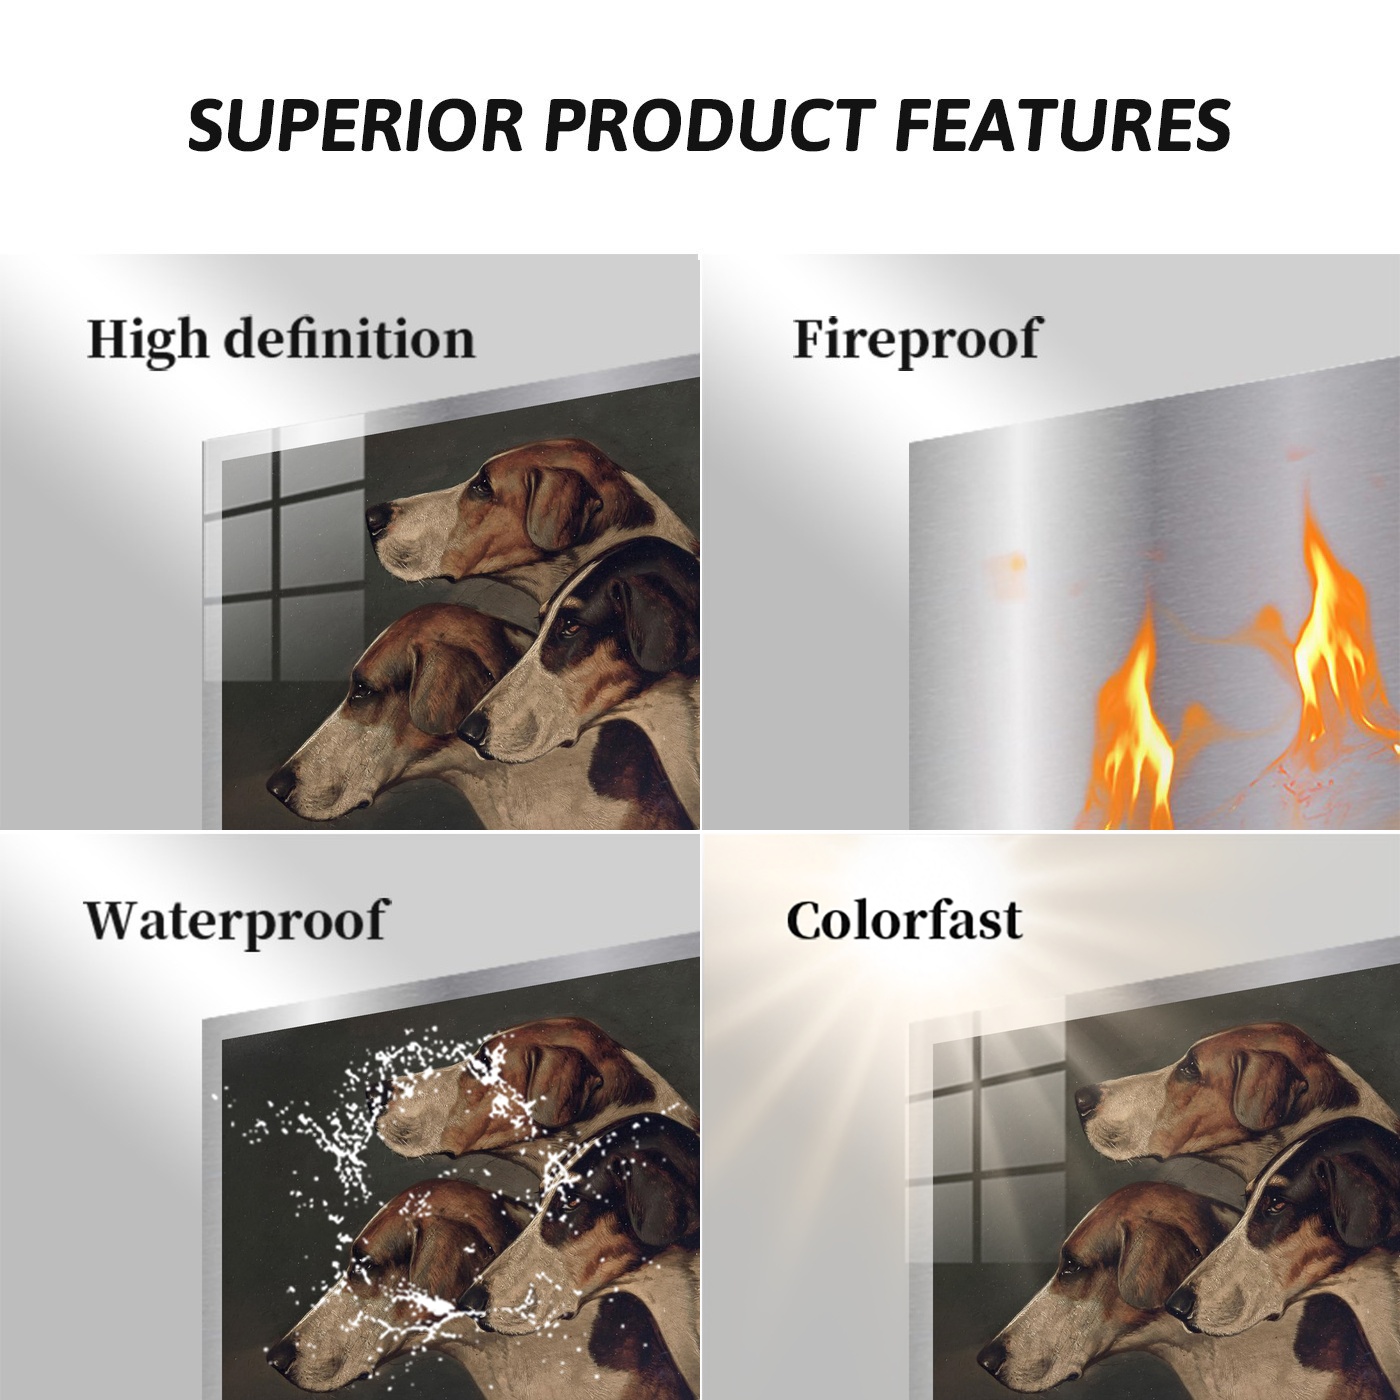 SUPERIOR PRODUCT FEATURES
High definition
Fireproof
Waterproof
Colorfast